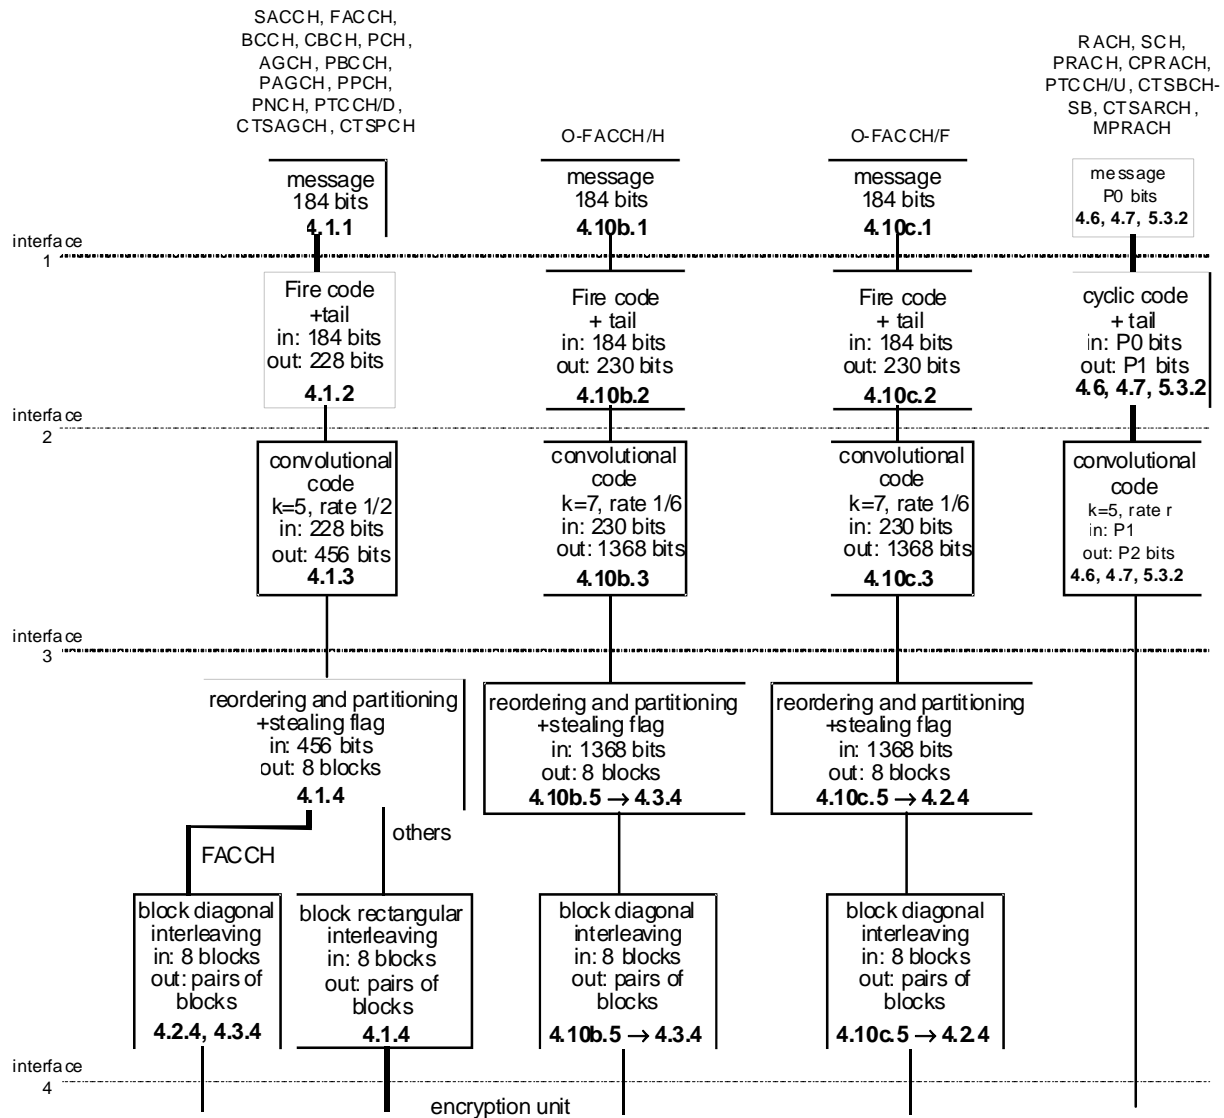 SACCH, FACCH,
BCCH, CBCH, PCH,
AGCH, PBCCH,
PAGCH, PPCH,
PNCH, PTCCH/D,
CTSAGCH, CTSPCH
O-FACCH/H
O-FACCH/F
RACH, SCH,
PRACH, CPRACH,
PTCCH/U, CTSBCH-
SB, CTSARCH,
MPRACH
message
184 bits
4.1.1
message
184 bits
4.10b.1
message
184 bits
4.10c.1
message
P0 bits
4.6, 4.7, 5.3.2
interface
1
Fire code
+tail
in: 184 bits
out: 228 bits
4.1.2
Fire code
+ tail
in: 184 bits
out: 230 bits
4.10b.2
Fire code
+ tail
in: 184 bits
out: 230 bits
4.10c.2
cyclic code
+ tail
in: P0 bits
out: P1 bits
4.6, 4.7, 5.3.2
interface
2
convolutional
code
k=5, rate 1/2
in: 228 bits
out: 456 bits
4.1.3
convolutional
code
k=7, rate 1/6
in: 230 bits
out: 1368 bits
4.10b.3
convolutional
code
k=7, rate 1/6
in: 230 bits
out: 1368 bits
4.10c.3
convolutional
code
k=5, rate r
in: P1
out: P2 bits
4.6, 4.7, 5.3.2
interface
3
reordering and partitioning
+stealing flag
in: 456 bits
out: 8 blocks
4.1.4
reordering and partitioning
+stealing flag
in: 1368 bits
out: 8 blocks
4.10b.5 → 4.3.4
reordering and partitioning
+stealing flag
in: 1368 bits
out: 8 blocks
4.10c.5 → 4.2.4
FACCH
others
block diagonal
interleaving
in: 8 blocks
out: pairs of
blocks
4.2.4, 4.3.4
block rectangular
interleaving
in: 8 blocks
out: pairs of
blocks
4.1.4
block diagonal
interleaving
in: 8 blocks
out: pairs of
blocks
4.10b.5 → 4.3.4
block diagonal
interleaving
in: 8 blocks
out: pairs of
blocks
4.10c.5 → 4.2.4
interface
4
encryption unit